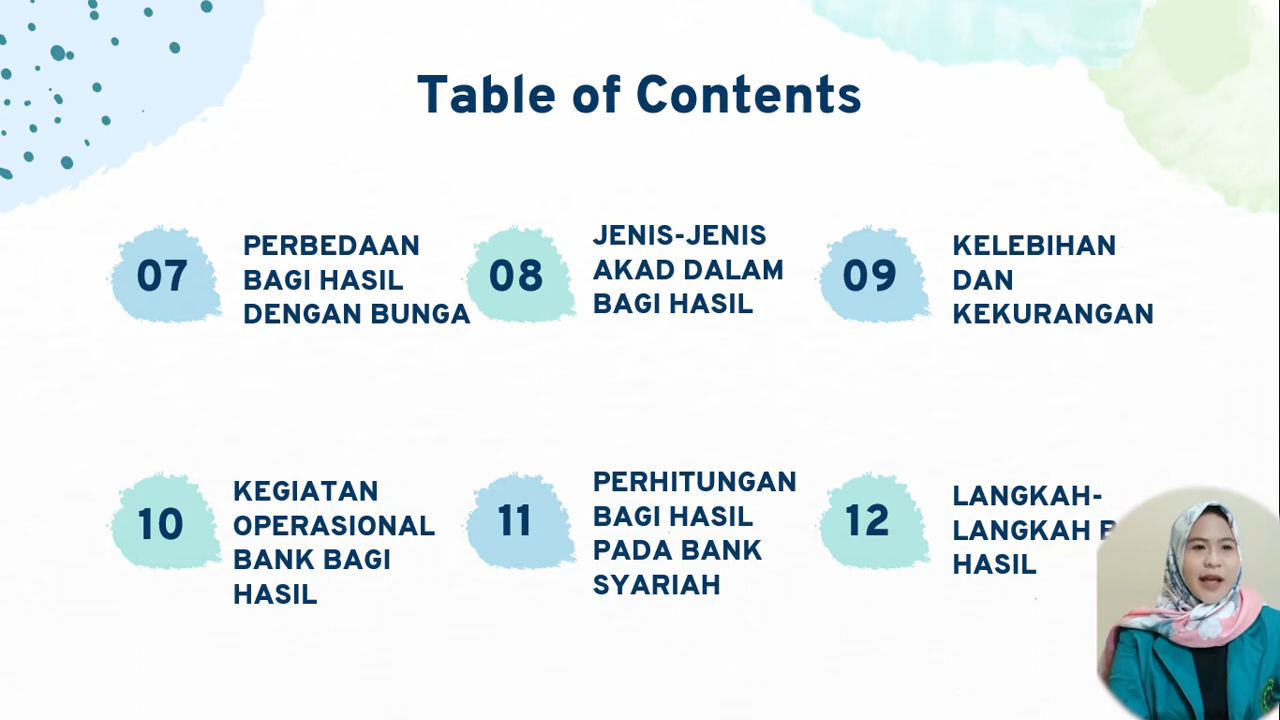 Table of Contents
07
PERBEDAAN
BAGI HASIL
DENGAN BUNGA
08
JENIS-JENIS
AKAD DALAM
BAGI HASIL
09
KELEBIHAN
DAN
KEKURANGAN
10
KEGIATAN
OPERASIONAL
BANK BAGI
HASIL
11
PERHITUNGAN
BAGI HASIL
PADA BANK
SYARIAH
12
LANGKAH-
LANGKAH
HASIL